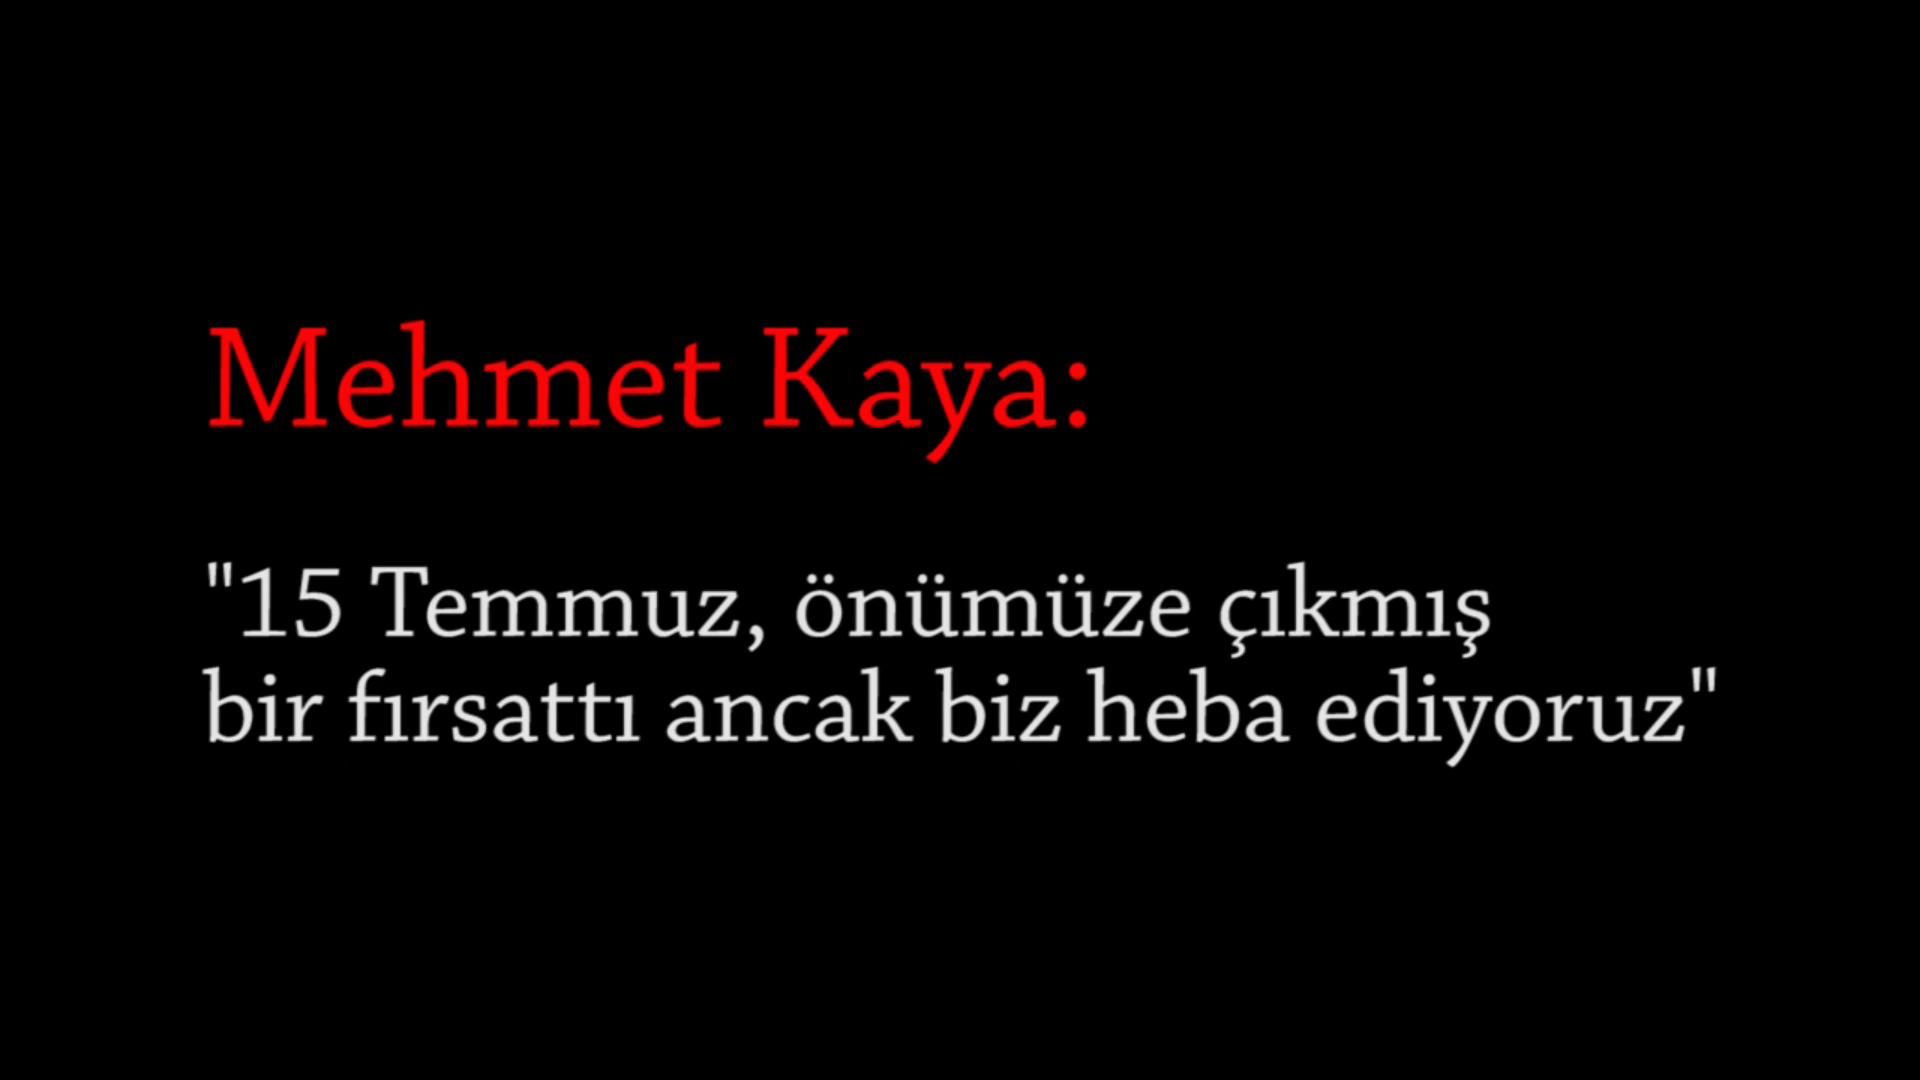 Mehmet Kaya:
"15 Temmuz, önümüze çıkmış
bir fırsattı ancak biz heba ediyoruz"